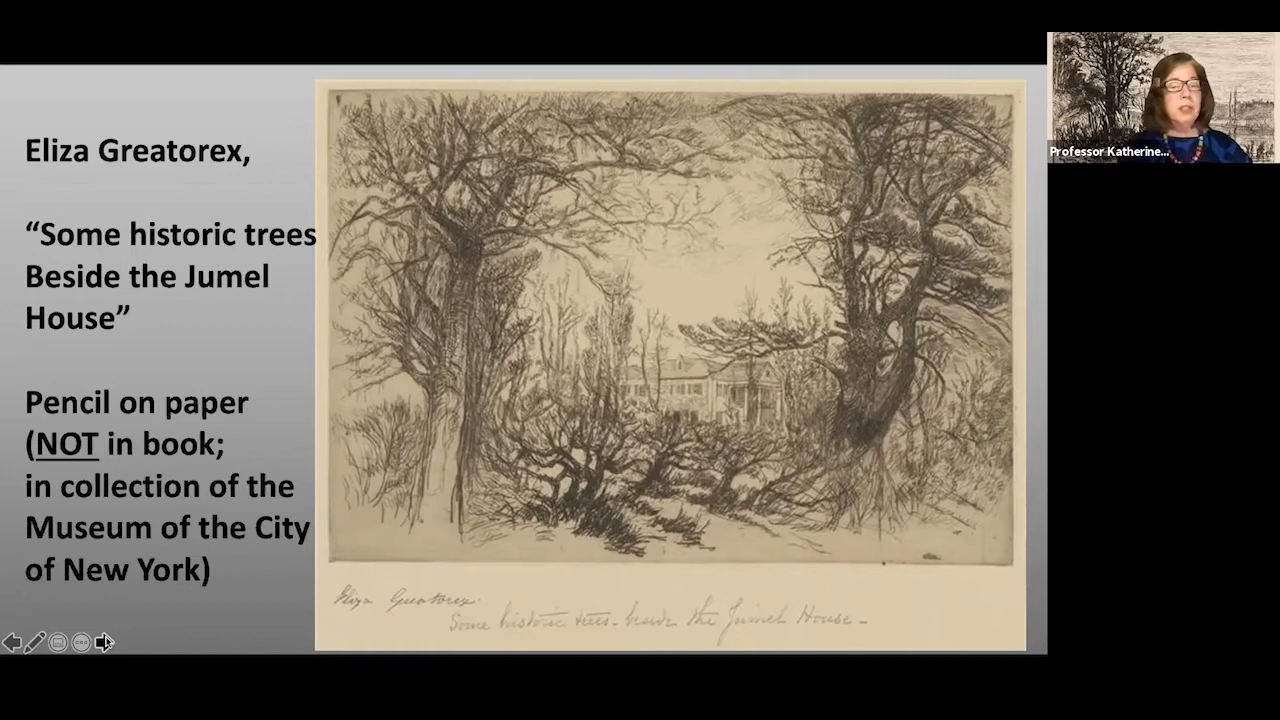 Eliza Greatorex,
“Some historic trees
Beside the Jumel
House”
Pencil on paper
(NOT in book;
in collection of the
Museum of the City
of New York)
Eliza Greatorex.
Some historic trees - beside the Jumel House -
Professor Katherine...